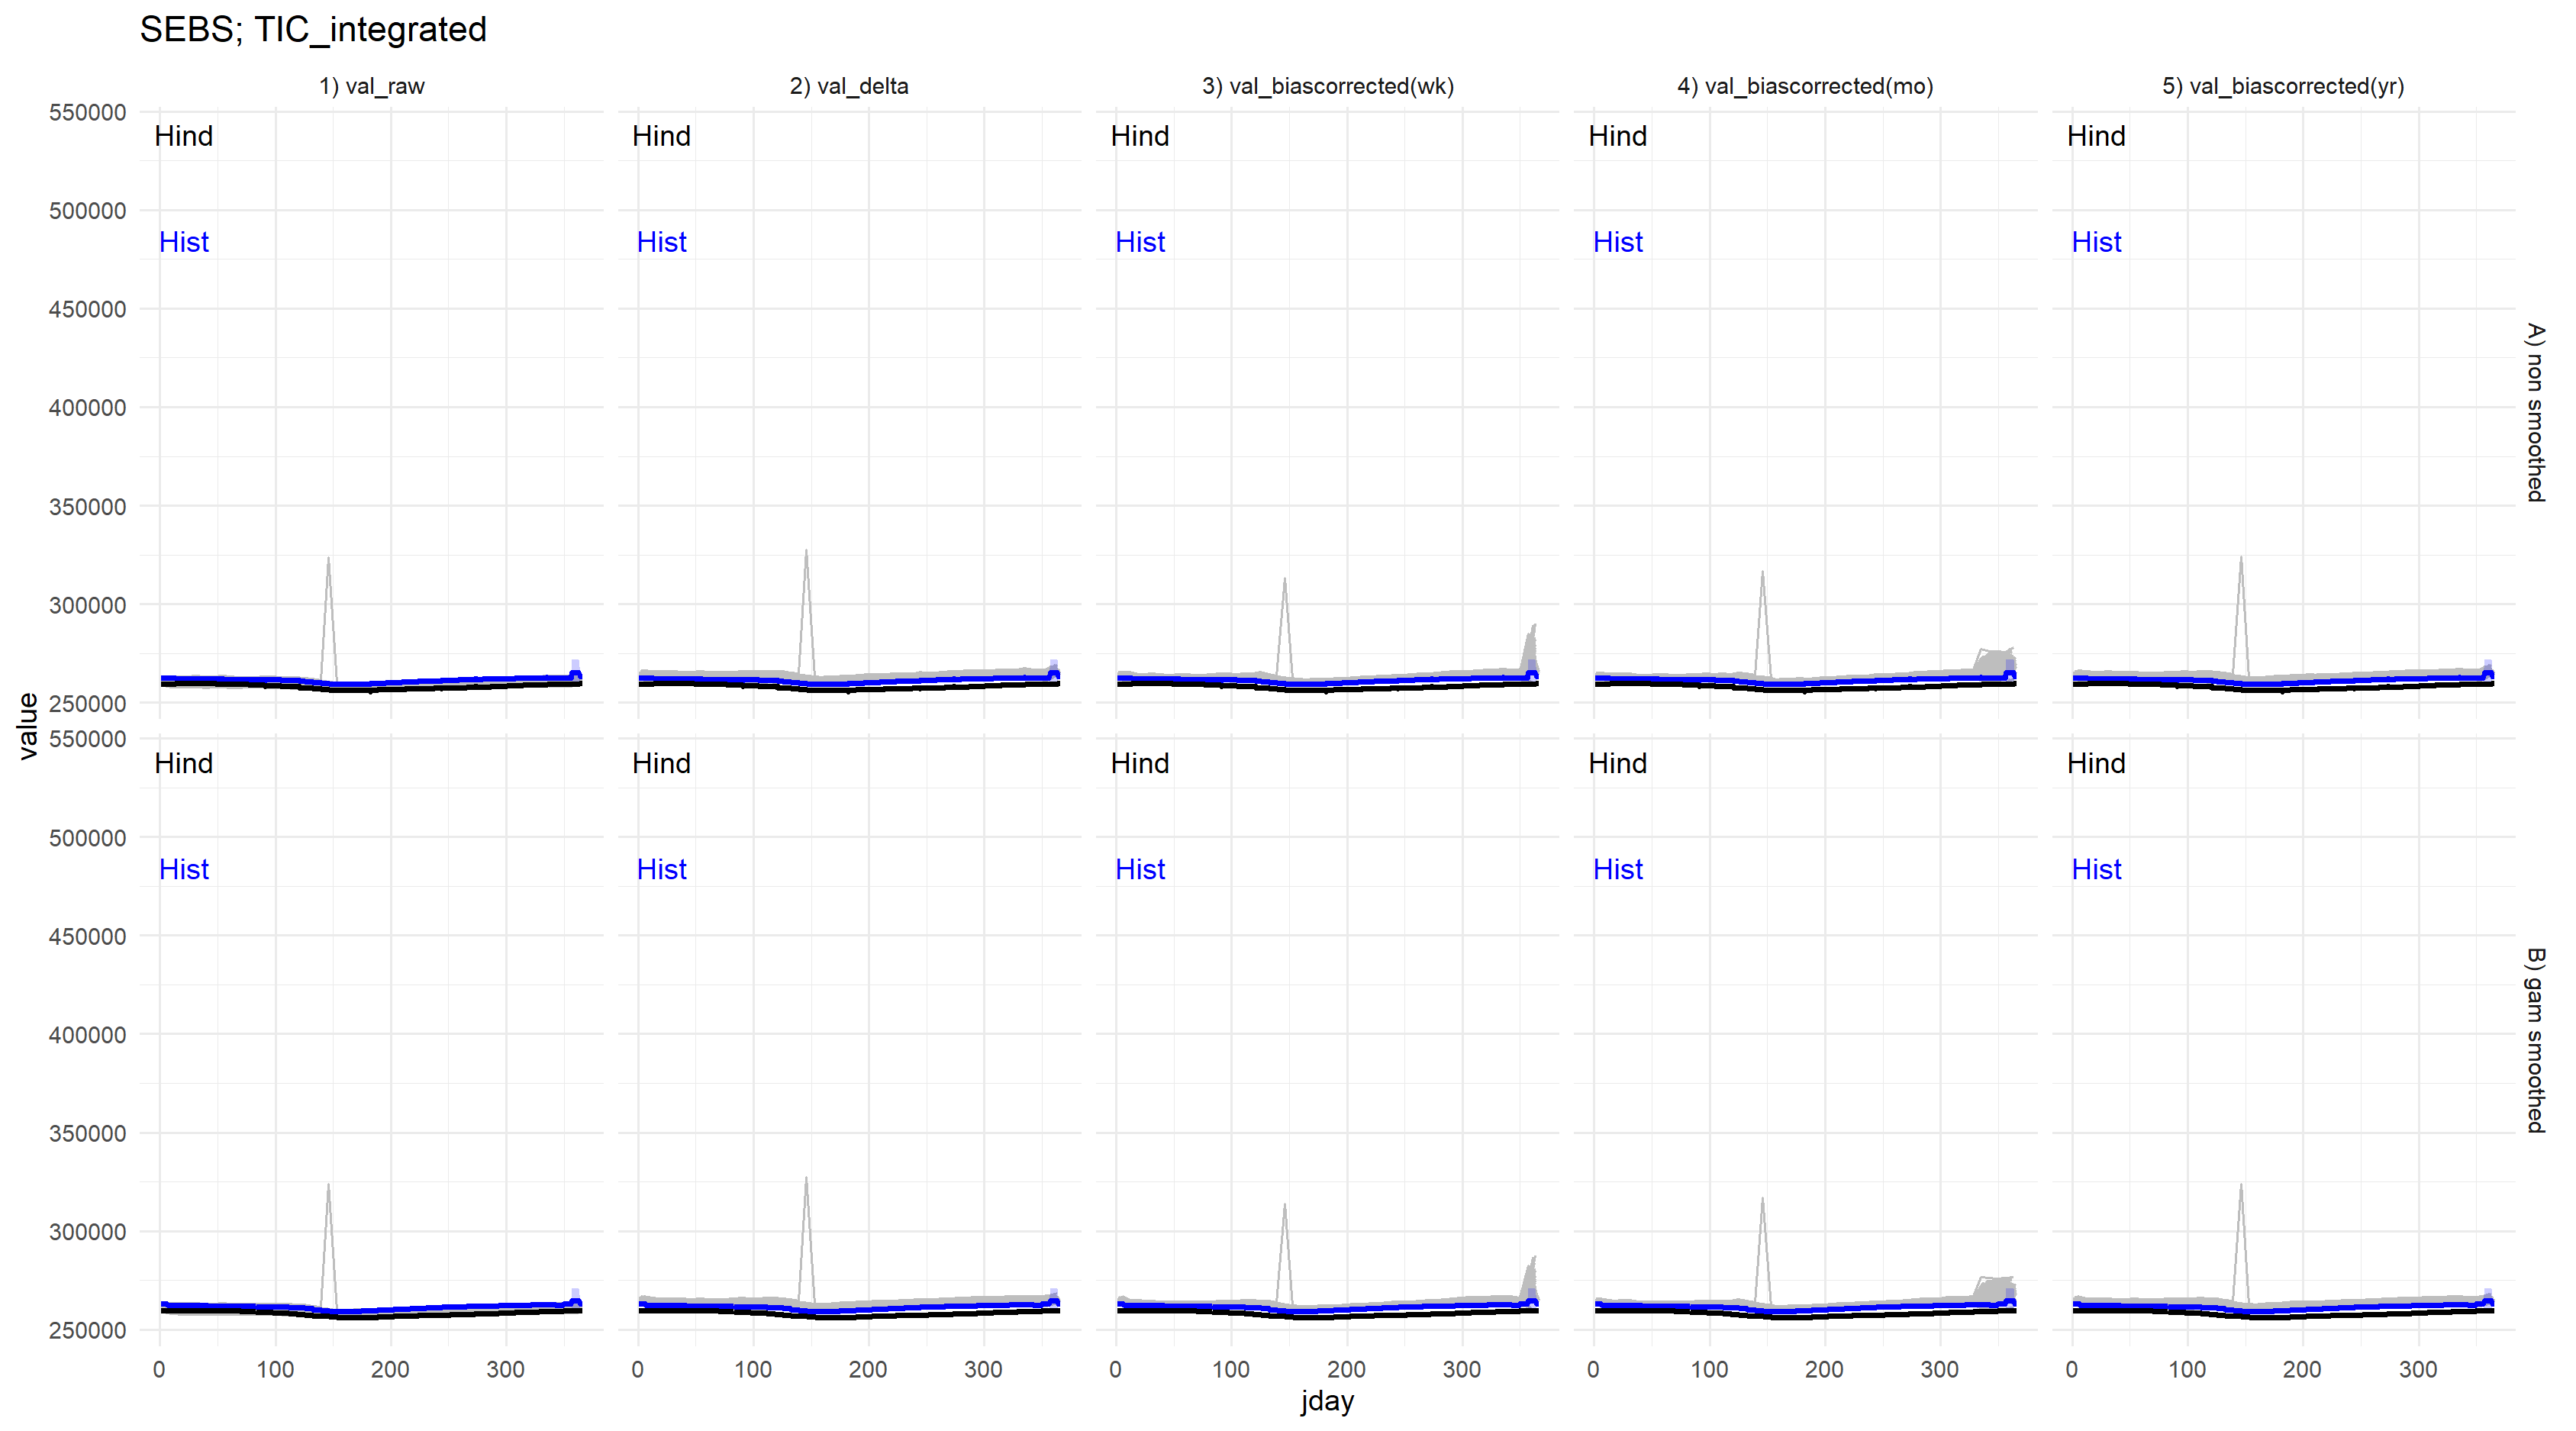 SEBS; TIC_integrated
1) val_raw
2) val_delta
3) val_biascorrected(wk)
4) val_biascorrected(mo)
5) val_biascorrected(yr)
550000
500000
450000
400000
350000
300000
250000
Hind
Hist
Hind
Hist
Hind
Hist
Hind
Hist
Hind
Hist
A) non smoothed
value
550000
500000
450000
400000
350000
300000
250000
Hind
Hist
Hind
Hist
Hind
Hist
Hind
Hist
Hind
Hist
B) gam smoothed
0 100 200 300
0 100 200 300
0 100 200 300
0 100 200 300
0 100 200 300
jday